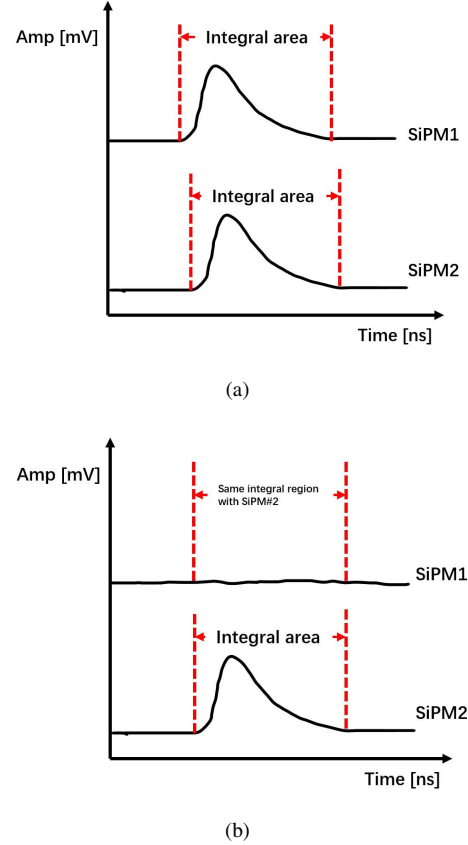 Amp [mV]
Integral area
SiPM1
Integral area
SiPM2
Time [ns]
(a)
Amp [mV]
Same integral region
with SiPM#2
SiPM1
Integral area
SiPM2
Time [ns]
(b)